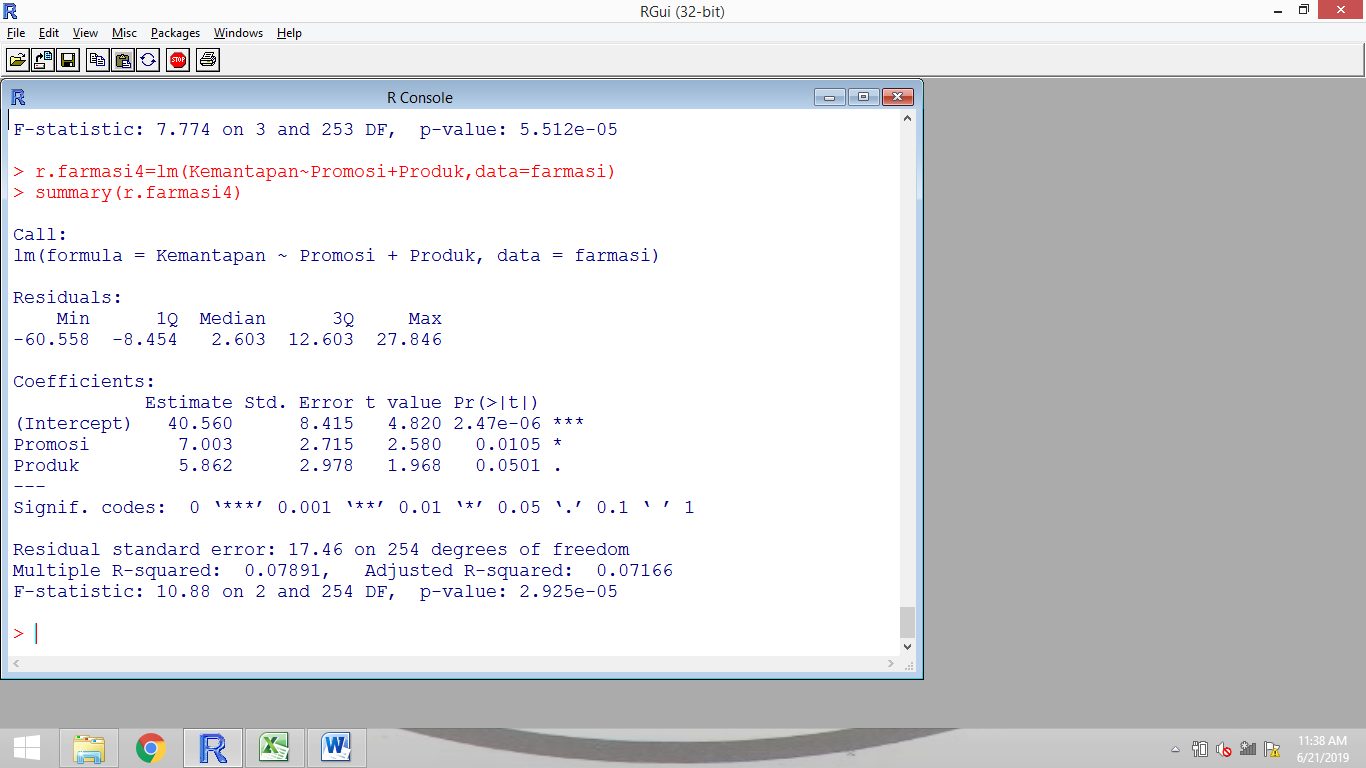 RGui (32-bit)
File Edit View Misc Packages Windows Help
STOP
R Console
F-statistic: 7.774 on 3 and 253 DF,  p-value: 5.512e-05
> r.farmasi4=lm(Kemantapan~Promosi+Produk,data=farmasi)
> summary(r.farmasi4)
Call:
lm(formula = Kemantapan ~ Promosi + Produk, data = farmasi)
Residuals:
    Min      1Q  Median      3Q     Max
-60.558  -8.454   2.603  12.603  27.846
Coefficients:
            Estimate Std. Error t value Pr(>|t|)
(Intercept)   40.560      8.415   4.820 2.47e-06 ***
Promosi        7.003      2.715   2.580   0.0105 *
Produk         5.862      2.978   1.968   0.0501 .
---
Signif. codes:  0 ‘***’ 0.001 ‘**’ 0.01 ‘*’ 0.05 ‘.’ 0.1 ‘ ’ 1
Residual standard error: 17.46 on 254 degrees of freedom
Multiple R-squared:  0.07891,   Adjusted R-squared:  0.07166
F-statistic: 10.88 on 2 and 254 DF,  p-value: 2.925e-05
>
11:38 AM
6/21/2019